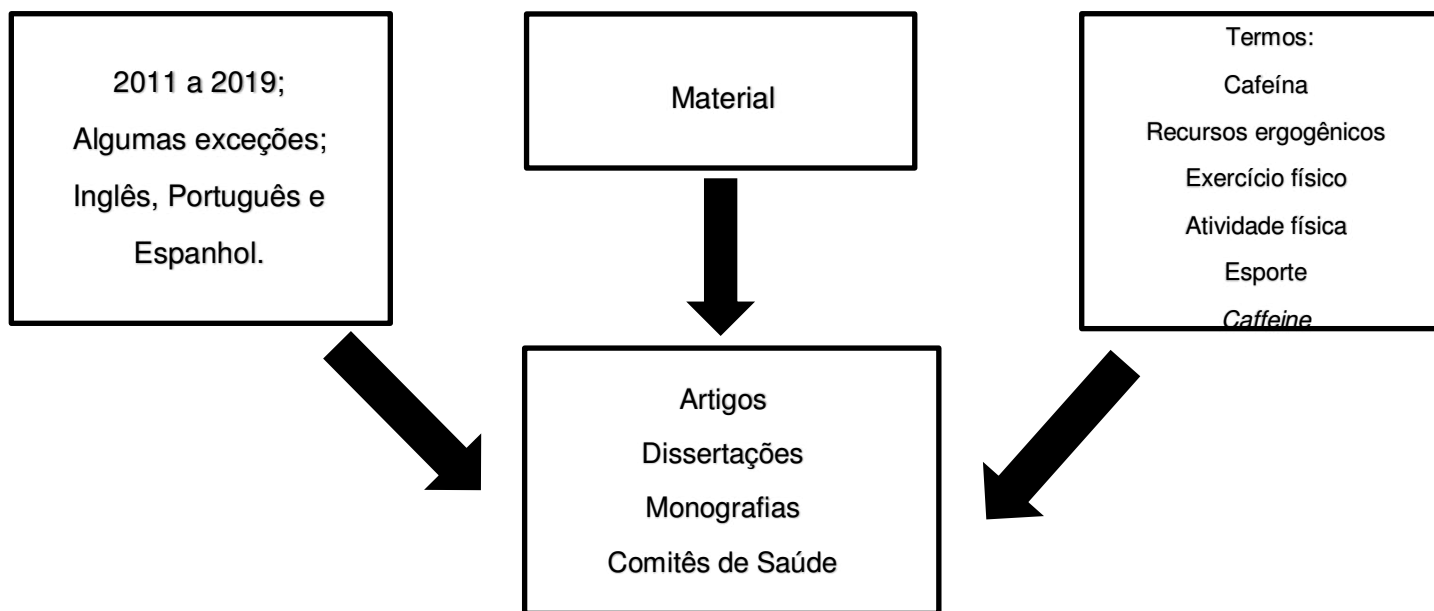 2011 a 2019;
Algumas exceções;
Inglês, Português e
Espanhol.
Material
Termos:
Cafeína
Recursos ergogênicos
Exercício físico
Atividade física
Esporte
Caffeine
Artigos
Dissertações
Monografias
Comitês de Saúde